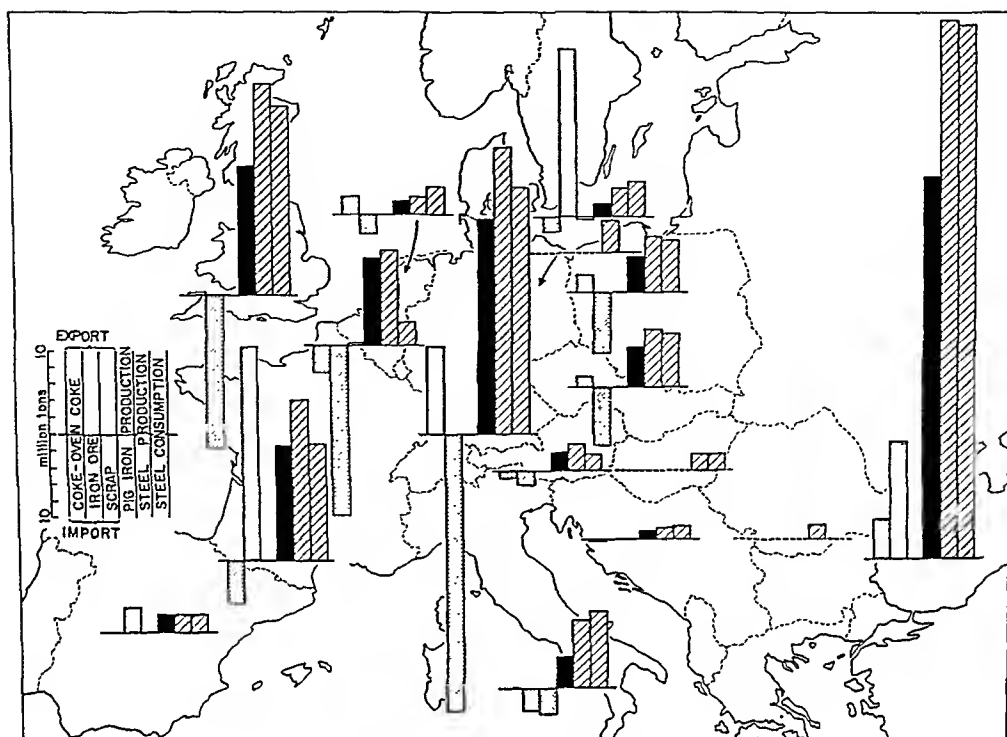 EXPORT
10
million tons
10
COKE-OVEN COKE
IRON ORE
SCRAP
PIG IRON PRODUCTION
STEEL PRODUCTION
STEEL CONSUMPTION
IMPORT